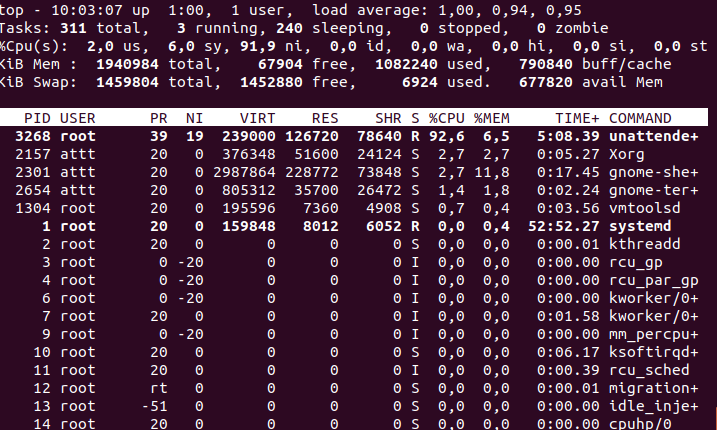 top - 10:03:07 up  1:00,  1 user,  load average: 1,00, 0,94, 0,95
Tasks: 311 total,   3 running, 240 sleeping,   0 stopped,   0 zombie
%Cpu(s):  2,0 us,  6,0 sy, 91,9 ni,  0,0 id,  0,0 wa,  0,0 hi,  0,0 si,  0,0 st
KiB Mem :  1940984 total,    67904 free,  1082240 used,   790840 buff/cache
KiB Swap:  1459804 total,  1452880 free,     6924 used.   677820 avail Mem
PID USER      PR  NI    VIRT    RES    SHR S %CPU %MEM     TIME+ COMMAND
3268 root      39  19  239000 126720  78640 R 92,6  6,5   5:08.39 unattende+
2157 attt      20   0  376348  51600  24124 S  2,7  2,7   0:05.27 Xorg
2301 attt      20   0 2987864 228772  73848 S  2,7 11,8   0:17.45 gnome-she+
2654 attt      20   0  805312  35700  26472 S  1,4  1,8   0:02.24 gnome-ter+
1304 root      20   0  195596   7360   4908 S  0,7  0,4   0:03.56 vmtoolsd
1 root      20   0  159848   8012   6052 R  0,0  0,4  52:52.27 systemd
2 root      20   0       0      0      0 S  0,0  0,0   0:00.01 kthreadd
3 root       0 -20       0      0      0 I  0,0  0,0   0:00.00 rcu_gp
4 root       0 -20       0      0      0 I  0,0  0,0   0:00.00 rcu_par_gp
6 root       0 -20       0      0      0 I  0,0  0,0   0:00.00 kworker/0+
7 root      20   0       0      0      0 I  0,0  0,0   0:01.58 kworker/0+
9 root       0 -20       0      0      0 I  0,0  0,0   0:00.00 mm_percpu+
10 root      20   0       0      0      0 S  0,0  0,0   0:06.17 ksoftirqd+
11 root      20   0       0      0      0 I  0,0  0,0   0:00.39 rcu_sched
12 root      rt   0       0      0      0 S  0,0  0,0   0:00.01 migration+
13 root     -51   0       0      0      0 S  0,0  0,0   0:00.00 idle_inje+
14 root      20   0       0      0      0 S  0,0  0,0   0:00.00 cpuhp/0